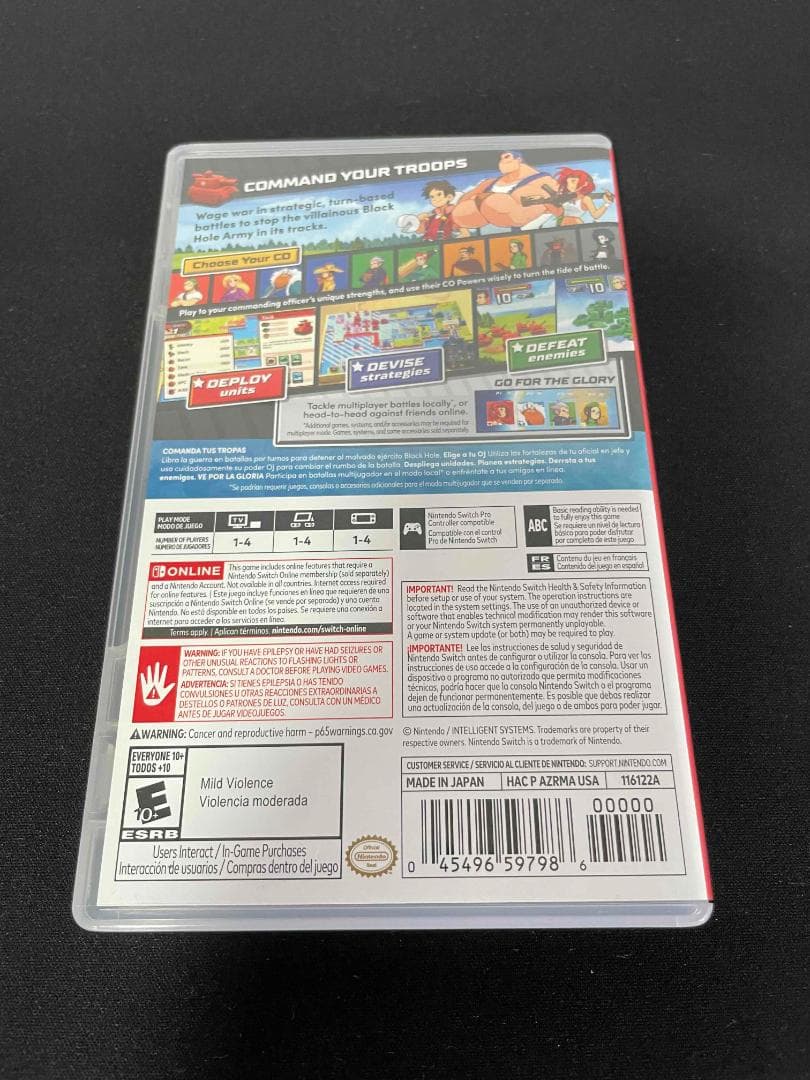 COMMAND YOUR TROOPS
Wage war in strategic, turn-based
battles to stop the villainous Black
Hole Army in its tracks.
Choose Your CO
Play to your commanding officer's unique strengths, and use their CO Powers wisely to turn the tide of battle.
10
10
DEPLOY
units
DEVISE
strategies
DEFEAT
enemies
GO FOR THE GLORY
Tackle multiplayer battles locally*, or
head-to-head against friends online.
*Additional games, systems, and/or accessories may be required for
multiplayer mode. Games, systems, and some accessories sold separately.
COMANDA TUS TROPAS
Libra la guerra en batallas por turnos para detener al malvado ejército Black Hole. Elige a tu OJ Utiliza las fortalezas de tu oficial en jefe y
usa cuidadosamente su poder OJ para cambiar el rumbo de la batalla. Despliega unidades. Planea estrategias. Derrota a tus
enemigos. VE POR LA GLORIA Participa en batallas multijugador en el modo local* o enfréntate a tus amigos en línea.
*Se podrían requerir juegos, consolas o accesorios adicionales para el modo multijugador que se venden por separado.
PLAY MODE
MODO DE JUEGO
TV
NUMBER OF PLAYERS
NÚMERO DE JUGADORES
1-4
1-4
1-4
Nintendo Switch Pro
Controller compatible
Compatible con el control
Pro de Nintendo Switch
ABC
Basic reading ability is needed
to fully enjoy this game.
Se requiere un nivel de lectura
básico para poder disfrutar
por completo de este juego
FR
ES
Contenu du jeu en français
Contenido del juego en español
ONLINE
This game includes online features that require a
Nintendo Switch Online membership (sold separately)
and a Nintendo Account. Not available in all countries. Internet access required
for online features. | Este juego incluye funciones en línea que requieren de una
suscripción a Nintendo Switch Online (se vende por separado) y una cuenta
Nintendo. No está disponible en todos los países. Se requiere una conexión a
internet para acceder a los servicios en línea.
Terms apply. | Aplican términos. nintendo.com/switch-online
WARNING: IF YOU HAVE EPILEPSY OR HAVE HAD SEIZURES OR
OTHER UNUSUAL REACTIONS TO FLASHING LIGHTS OR
PATTERNS, CONSULT A DOCTOR BEFORE PLAYING VIDEO GAMES.
ADVERTENCIA: SI TIENES EPILEPSIA O HAS TENIDO
CONVULSIONES U OTRAS REACCIONES EXTRAORDINARIAS A
DESTELLOS O PATRONES DE LUZ, CONSULTA CON UN MÉDICO
ANTES DE JUGAR VIDEOJUEGOS.
IMPORTANT! Read the Nintendo Switch Health & Safety Information
before setup or use of your system. The operation instructions are
located in the system settings. The use of an unauthorized device or
software that enables technical modification may render this software
or your Nintendo Switch system permanently unplayable.
A game or system update (or both) may be required to play.
¡IMPORTANTE! Lee las instrucciones de salud y seguridad de
Nintendo Switch antes de configurar o utilizar la consola. Para ver las
instrucciones de uso accede a la configuración de la consola. Usar un
dispositivo o programa no autorizado que permita modificaciones
técnicas, podría hacer que la consola Nintendo Switch o el programa
dejen de funcionar permanentemente. Es posible que debas realizar
una actualización de la consola, del juego o de ambos para poder jugar.
WARNING: Cancer and reproductive harm – p65warnings.ca.gov
© Nintendo / INTELLIGENT SYSTEMS. Trademarks are property of their
respective owners. Nintendo Switch is a trademark of Nintendo.
EVERYONE 10+
TODOS +10
E
10+
ESRB
Mild Violence
Violencia moderada
Users Interact / In-Game Purchases
Interacción de usuarios / Compras dentro del juego
Official
Nintendo
Seal
CUSTOMER SERVICE / SERVICIO AL CLIENTE DE NINTENDO: SUPPORT.NINTENDO.COM
MADE IN JAPAN
HAC P AZRMA USA
116122A
00000
0 45496 59798 6